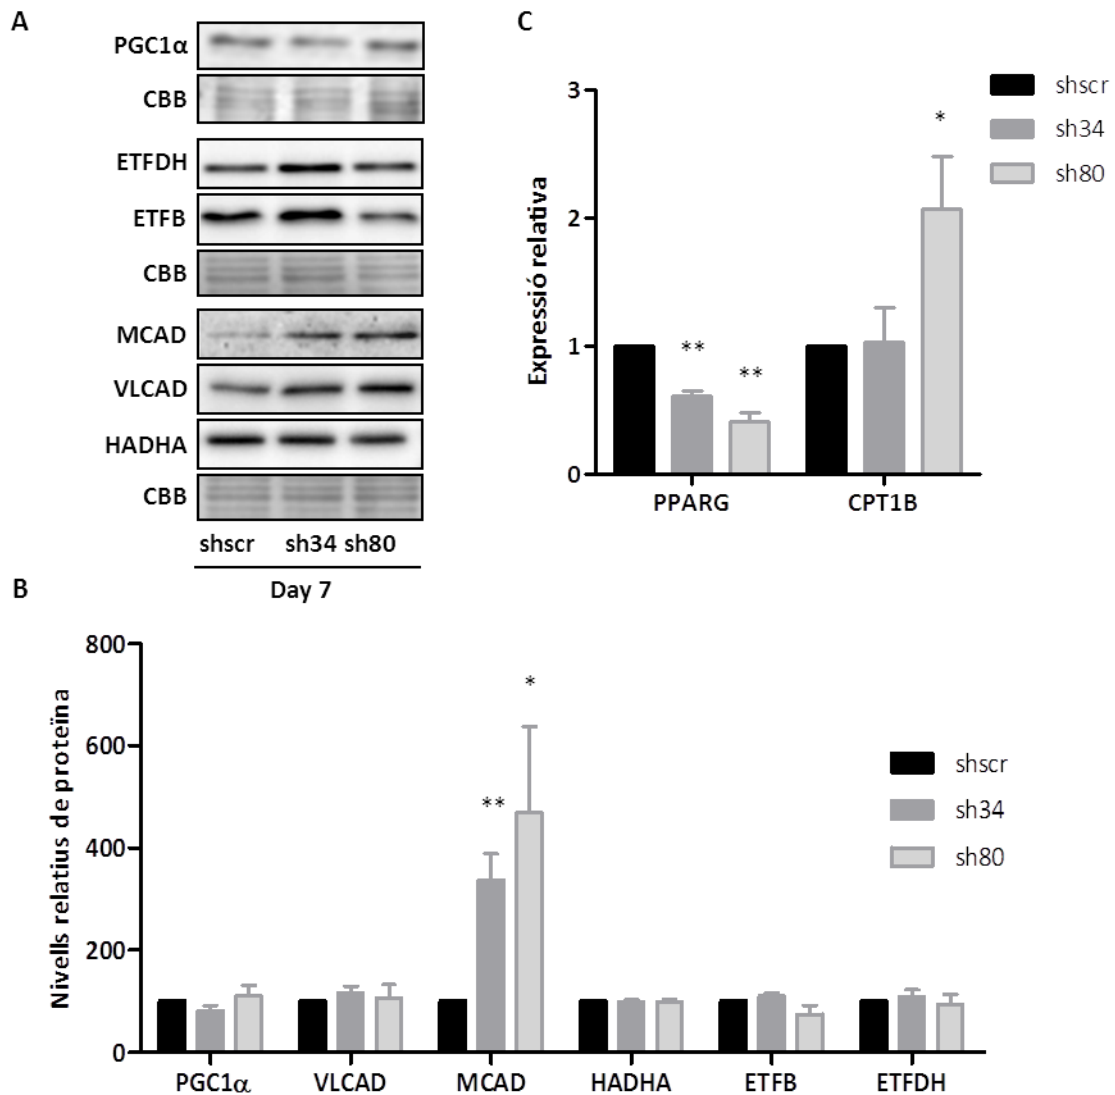 A
PGC1α
CBB
ETFDH
ETFB
CBB
MCAD
VLCAD
HADHA
CBB
shscr sh34 sh80
Day 7
C
Expressió relativa
3
2
1
0
**
**
*
PPARG CPT1B
shscr
sh34
sh80
B
Nivells relatius de proteïna
800
600
400
200
0
**
*
PGC1α VLCAD MCAD HADHA ETFB ETFDH
shscr
sh34
sh80